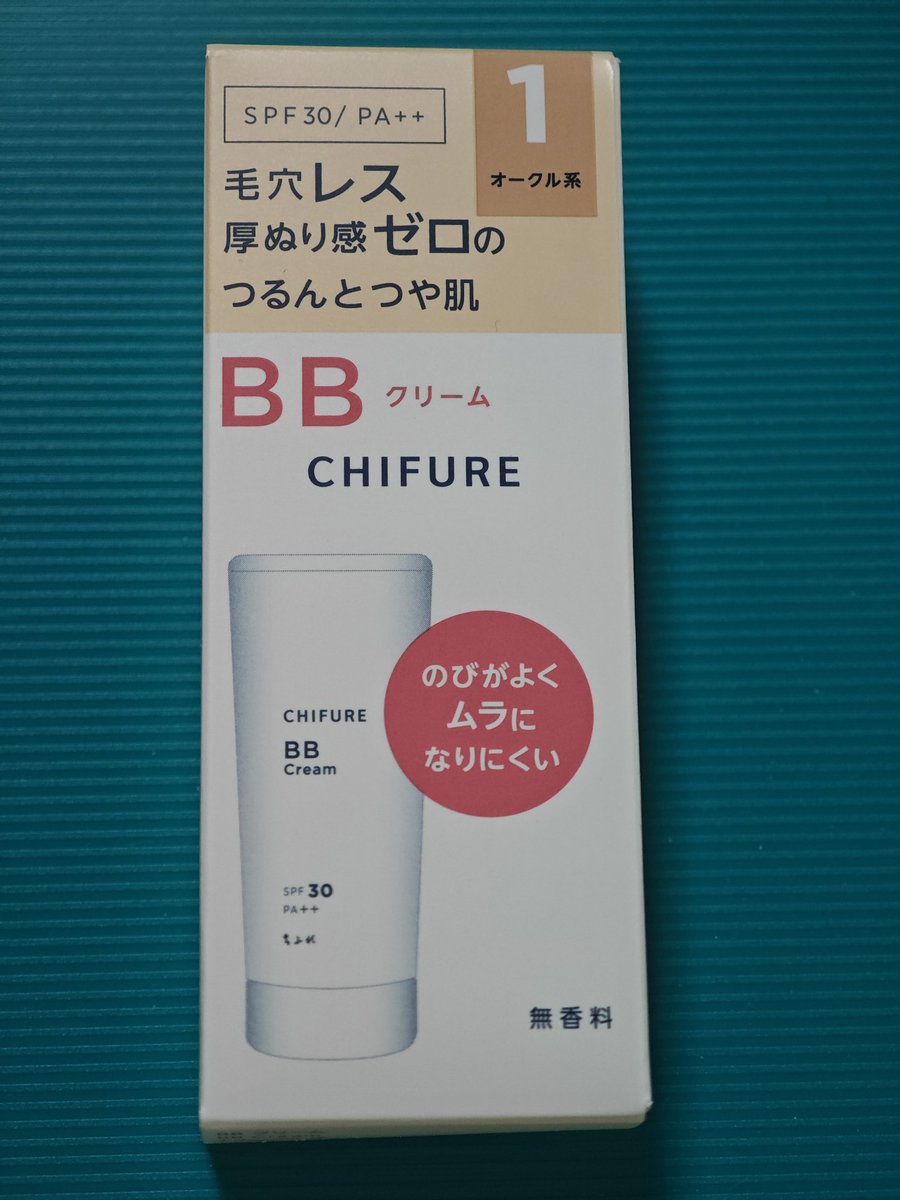 SPF30/ PA++
1
オークル系
毛穴レス
厚ぬり感ゼロの
つるんとつや肌
BB クリーム
CHIFURE
のびがよく
ムラに
なりにくい
CHIFURE
BB
Cream
SPF 30
PA++
ちふれ
無香料